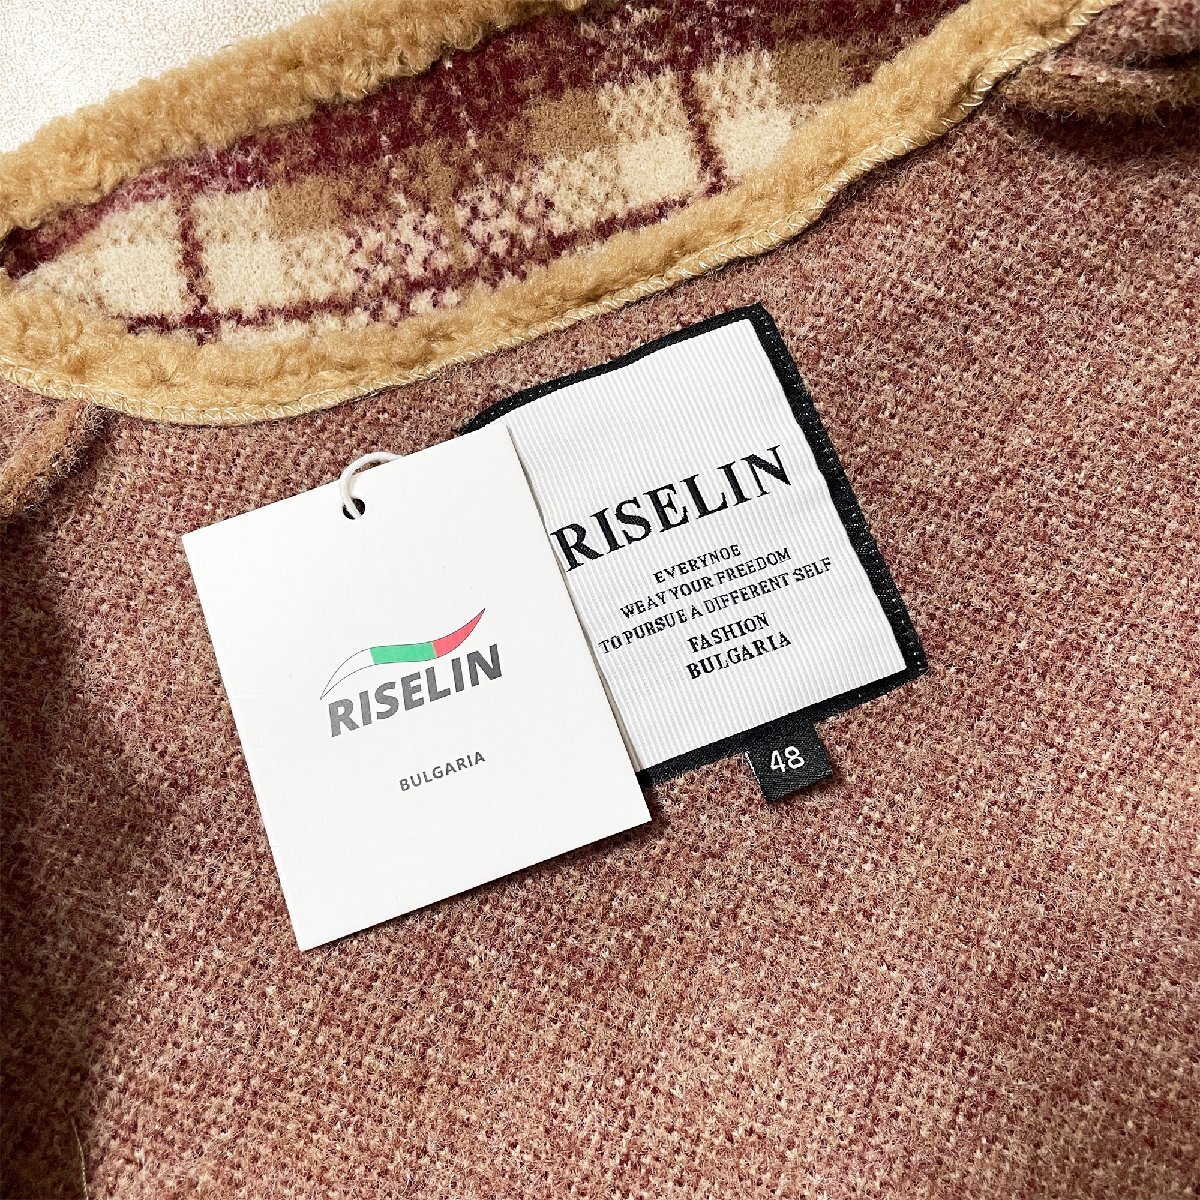 RISELIN
EVERYNOE
WEAY YOUR FREEDOM
TO PURSUE A DIFFERENT SELF
FASHION
BULGARIA
48
RISELIN
BULGARIA